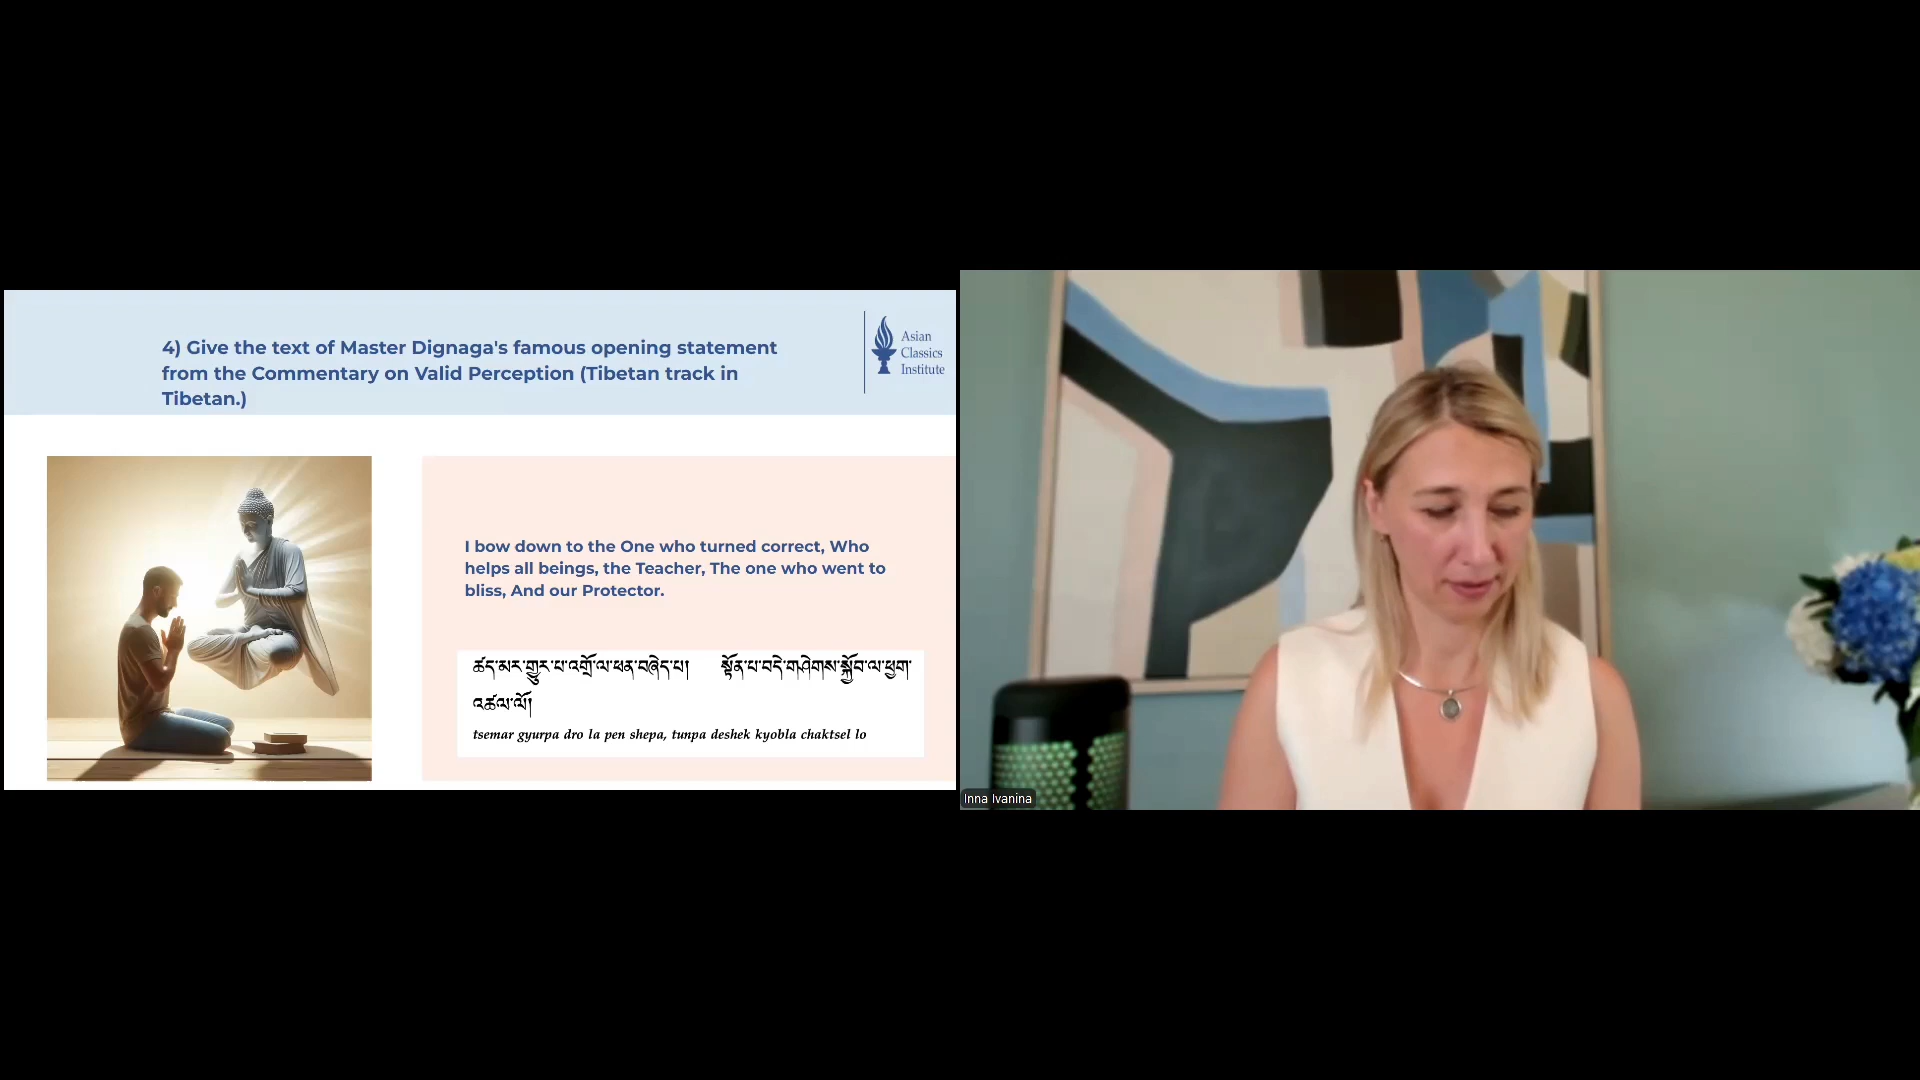 4) Give the text of Master Dignaga's famous opening statement
from the Commentary on Valid Perception (Tibetan track in
Tibetan.)
Asian
Classics
Institute
I bow down to the One who turned correct, Who
helps all beings, the Teacher, The one who went to
bliss, And our Protector.
ཚད་མར་གྱུར་པ་འགྲོ་ལ་ཕན་བཞེད་པ། སྟོན་པ་བདེ་གཤེགས་སྐྱོབ་ལ་ཕྱག་
འཚལ་ལོ།
tsemar gyurpa dro la pen shepa, tunpa deshek kyobla chaktsel lo
Inna Ivanina